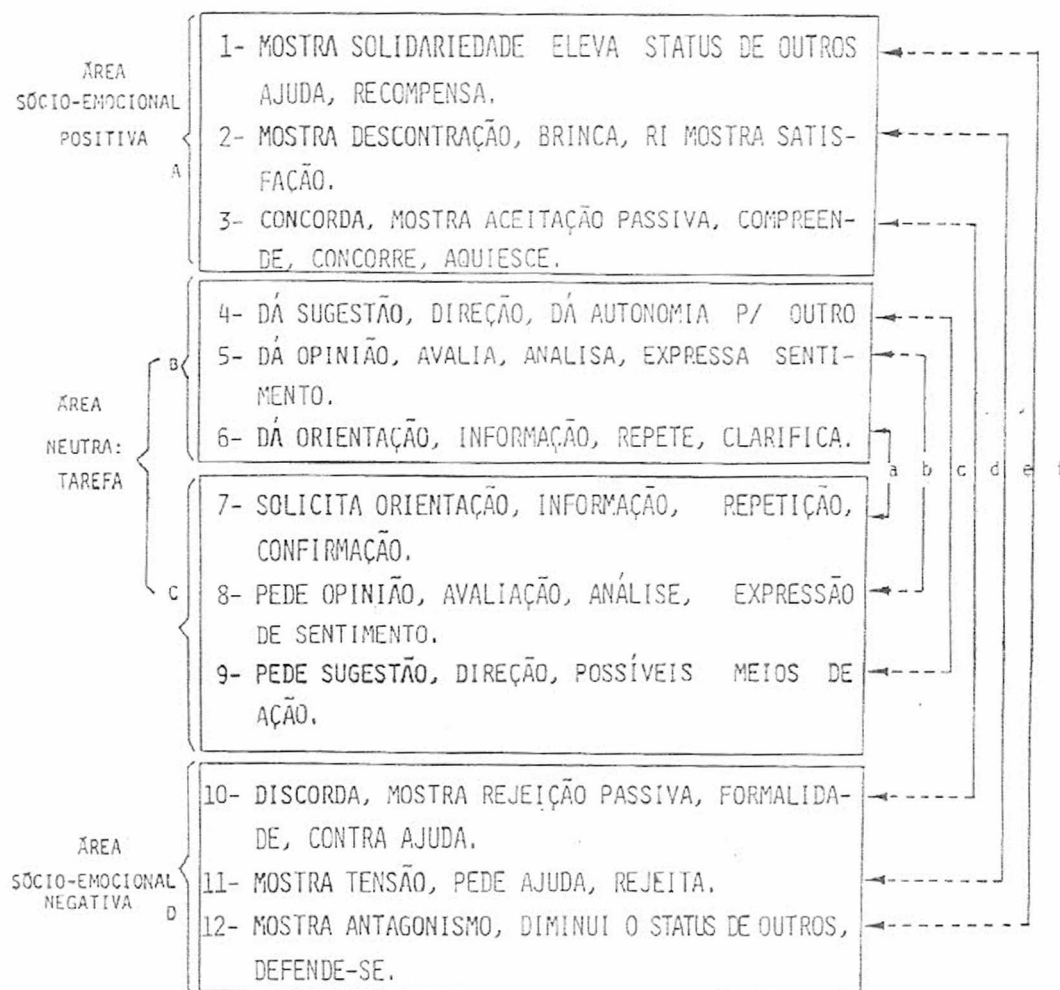 1- MOSTRA SOLIDARIEDADE ELEVA STATUS DE OUTROS
AJUDA, RECOMPENSA.
2- MOSTRA DESCONTRAÇÃO, BRINCA, RI MOSTRA SATIS-
FAÇÃO.
3- CONCORDA, MOSTRA ACEITAÇÃO PASSIVA, COMPREEN-
DE, CONCORRE, AQUIESCE.
ÁREA
SÓCIO-EMOCIONAL
POSITIVA
A
4- DÁ SUGESTÃO, DIREÇÃO, DÁ AUTONOMIA P/ OUTRO
5- DÁ OPINIÃO, AVALIA, ANALISA, EXPRESSA SENTI-
MENTO.
6- DÁ ORIENTAÇÃO, INFORMAÇÃO, REPETE, CLARIFICA.
B
ÁREA
NEUTRA:
TAREFA
7- SOLICITA ORIENTAÇÃO, INFORMAÇÃO, REPETIÇÃO,
CONFIRMAÇÃO.
8- PEDE OPINIÃO, AVALIAÇÃO, ANÁLISE, EXPRESSÃO
DE SENTIMENTO.
9- PEDE SUGESTÃO, DIREÇÃO, POSSÍVEIS MEIOS DE
AÇÃO.
C
10- DISCORDA, MOSTRA REJEIÇÃO PASSIVA, FORMALIDA-
DE, CONTRA AJUDA.
11- MOSTRA TENSÃO, PEDE AJUDA, REJEITA.
12- MOSTRA ANTAGONISMO, DIMINUI O STATUS DE OUTROS,
DEFENDE-SE.
ÁREA
SÓCIO-EMOCIONAL
NEGATIVA
D
a b c d e f